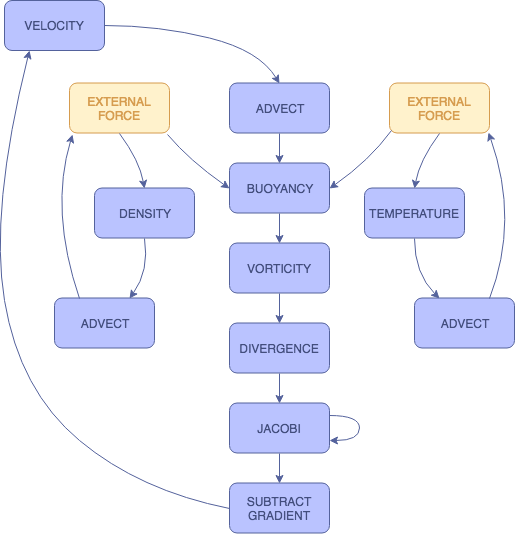 VELOCITY
EXTERNAL
FORCE
ADVECT
EXTERNAL
FORCE
BUOYANCY
DENSITY
TEMPERATURE
VORTICITY
ADVECT
ADVECT
DIVERGENCE
JACOBI
SUBTRACT
GRADIENT